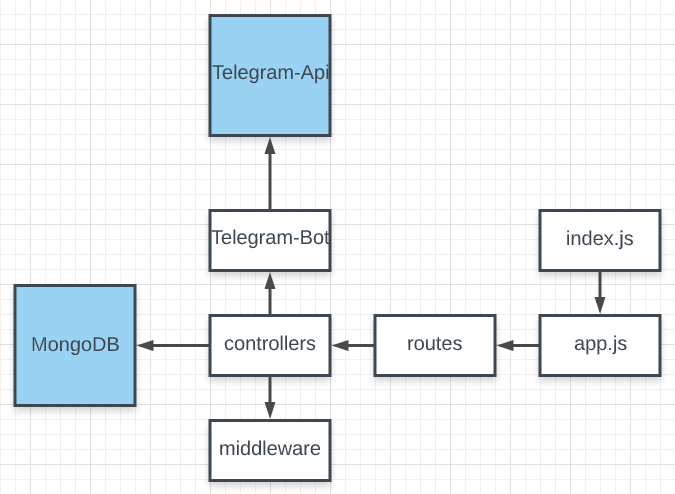 Telegram-Api
Telegram-Bot
index.js
MongoDB
controllers
routes
app.js
middleware